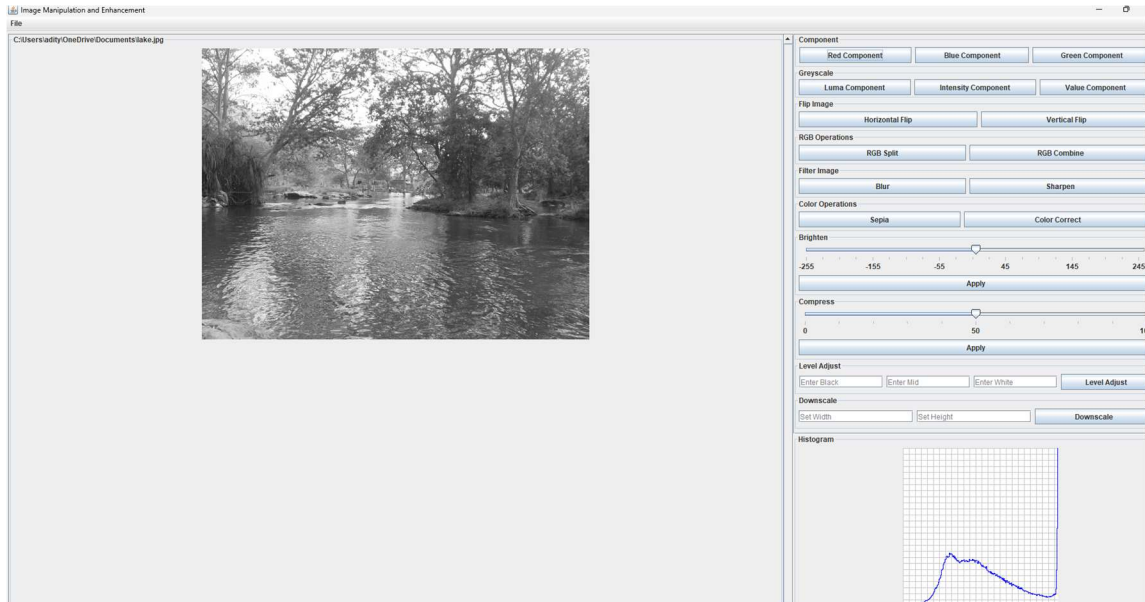 Image Manipulation and Enhancement
File
C:\Users\adity\OneDrive\Documents\lake.jpg
Component
Red Component Blue Component Green Component
Greyscale
Luma Component Intensity Component Value Component
Flip Image
Horizontal Flip Vertical Flip
RGB Operations
RGB Split RGB Combine
Filter Image
Blur Sharpen
Color Operations
Sepia Color Correct
Brighten
-255 -155 -55 45 145 245
Apply
Compress
0 50 10
Apply
Level Adjust
Enter Black Enter Mid Enter White Level Adjust
Downscale
Set Width Set Height Downscale
Histogram